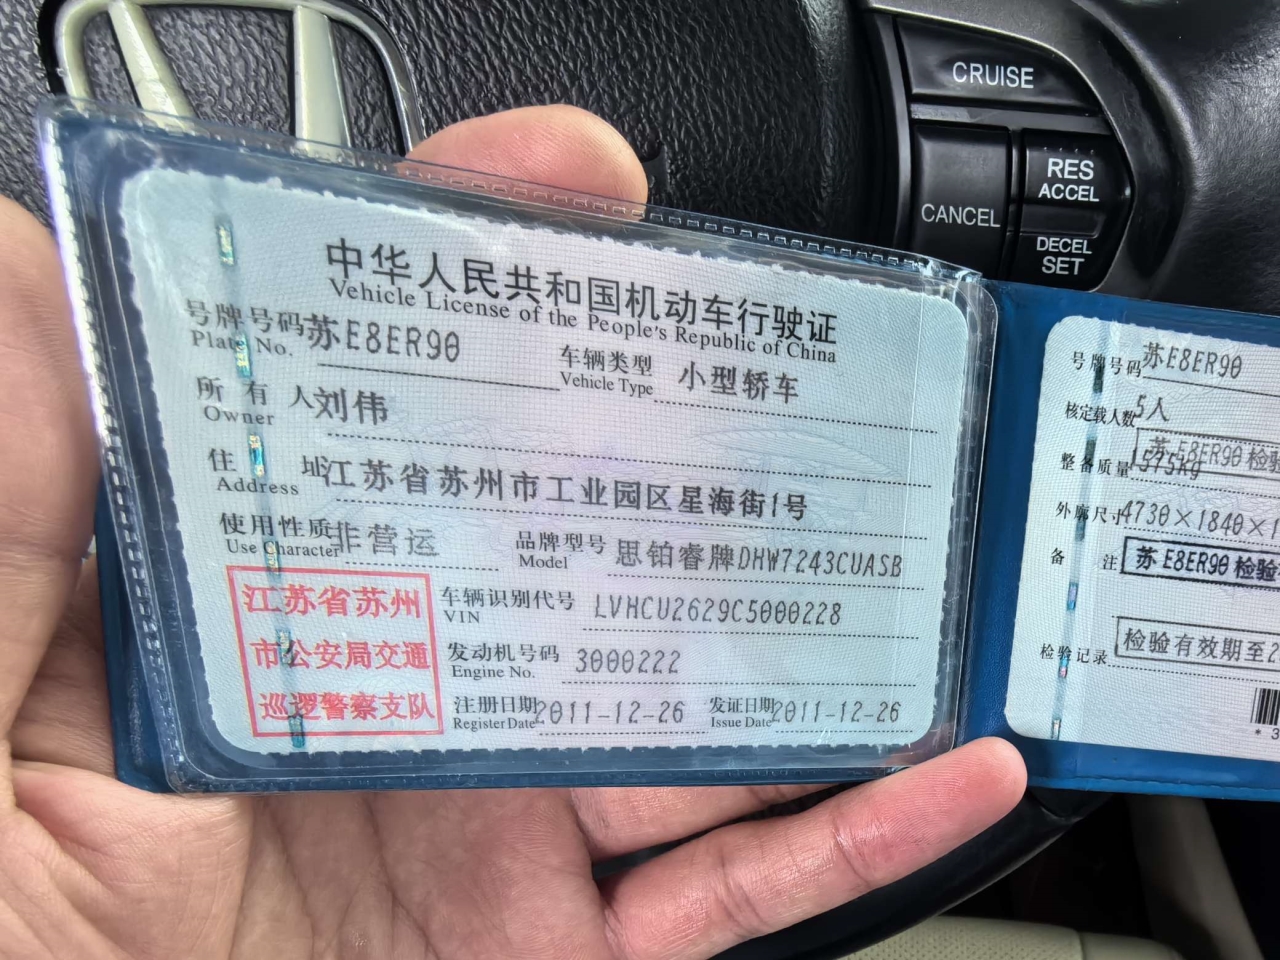 CRUISE
CANCEL
RES
ACCEL
DECEL
SET
中华人民共和国机动车行驶证
Vehicle License of the People's Republic of China
号牌号码 苏E8ER90
Plate No.
车辆类型 小型轿车
Vehicle Type
所有人 刘伟
Owner
住址 江苏省苏州市工业园区星海街1号
Address
使用性质 非营运
Use Character
品牌型号 思铂睿牌DHW7243CUASB
Model
江苏省苏州
市公安局交通
巡逻警察支队
车辆识别代号 LVHCU2629C5000228
VIN
发动机号码 3000222
Engine No.
注册日期 2011-12-26
Register Date
发证日期 2011-12-26
Issue Date
号牌号码 苏E8ER90
核定载人数 5人
苏E8ER90 检验
整备质量 1575kg
外廓尺寸 4730×1840×1
备注 苏E8ER90 检验
检验记录 检验有效期至2
* 3